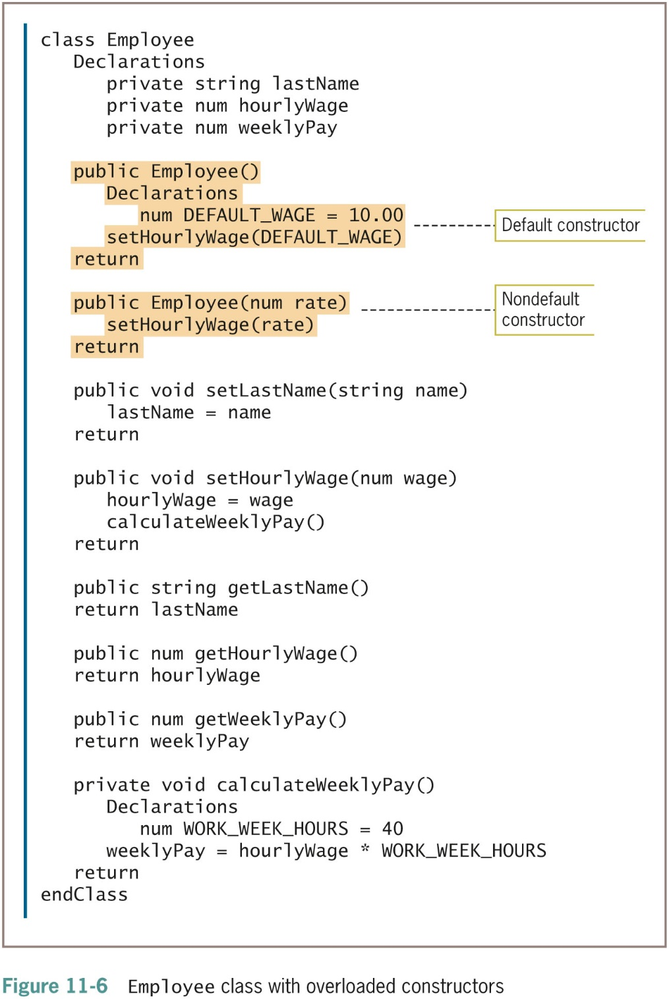 class Employee
Declarations
private string lastName
private num hourlyWage
private num weeklyPay
public Employee()
Declarations
num DEFAULT_WAGE = 10.00
setHourlyWage(DEFAULT_WAGE)
return
Default constructor
public Employee(num rate)
setHourlyWage(rate)
return
Nondefault
constructor
public void setLastName(string name)
lastName = name
return
public void setHourlyWage(num wage)
hourlyWage = wage
calculateWeeklyPay()
return
public string getLastName()
return lastName
public num getHourlyWage()
return hourlyWage
public num getWeeklyPay()
return weeklyPay
private void calculateWeeklyPay()
Declarations
num WORK_WEEK_HOURS = 40
weeklyPay = hourlyWage * WORK_WEEK_HOURS
return
endClass
Figure 11-6 Employee class with overloaded constructors